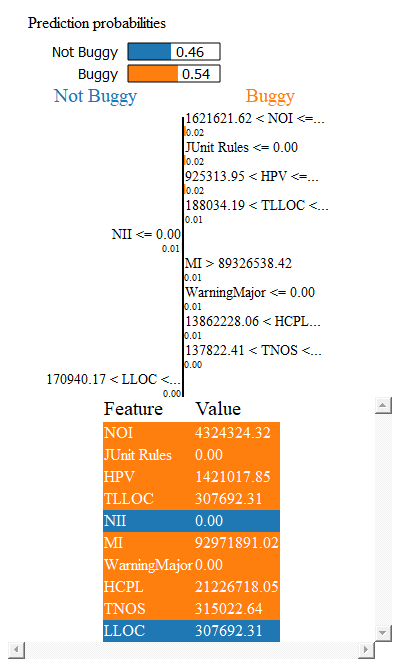 Prediction probabilities
Not Buggy 0.46
Buggy 0.54
Not Buggy Buggy
1621621.62 < NOI <=...
0.02
JUnit Rules <= 0.00
0.02
925313.95 < HPV <=...
0.02
188034.19 < TLLOC <...
0.01
NII <= 0.00
0.01
MI > 89326538.42
0.01
WarningMajor <= 0.00
0.01
13862228.06 < HCPL...
0.01
137822.41 < TNOS <...
0.00
170940.17 < LLOC <...
0.00
Feature Value
NOI 4324324.32
JUnit Rules 0.00
HPV 1421017.85
TLLOC 307692.31
NII 0.00
MI 92971891.02
WarningMajor 0.00
HCPL 21226718.05
TNOS 315022.64
LLOC 307692.31